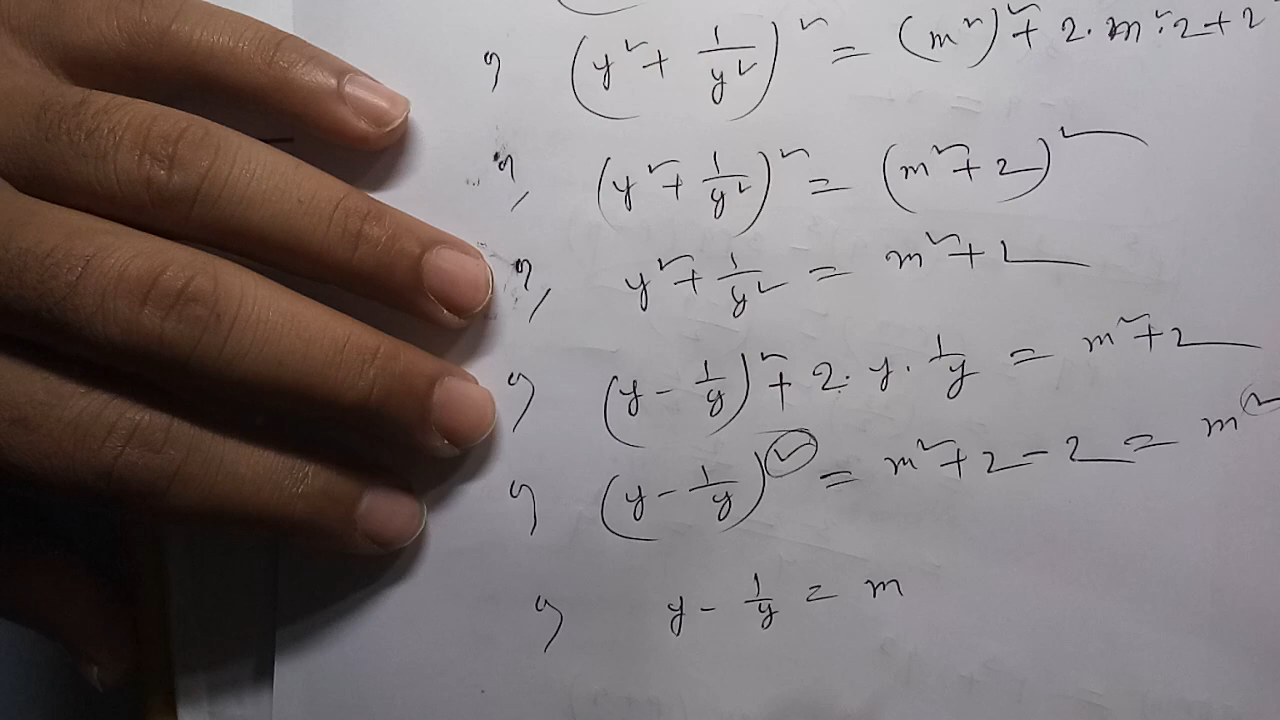 ⇒ (y² + 1/y²)² = (m²)² + 2·m²·2 + 2
⇒, (y² + 1/y²)² = (m² + 2)²
⇒, y² + 1/y² = m² + 2
⇒ (y - 1/y)² + 2·y·1/y = m² + 2
⇒ (y - 1/y)² = m² + 2 - 2 = m²
⇒ y - 1/y = m